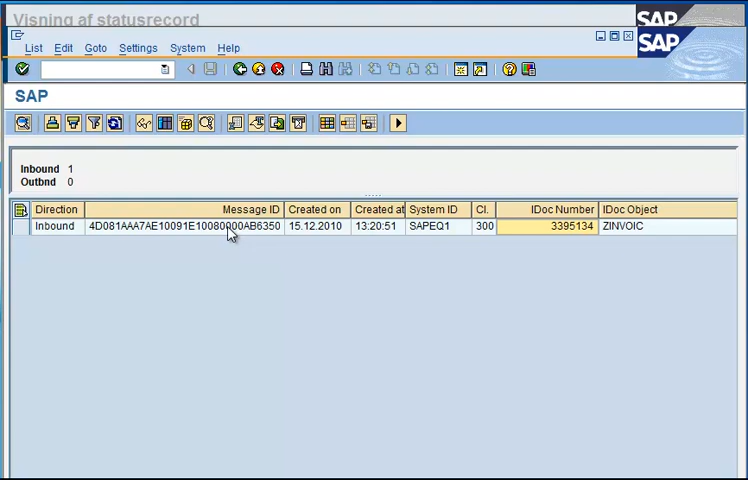 Visning af statusrecord
SAP
List Edit Goto Settings System Help
SAP
SAP
Inbound 1
Outbnd 0
Direction Message ID Created on Created at System ID Cl. IDoc Number IDoc Object
Inbound 4D081AAA7AE10091E10080000AB6350 15.12.2010 13:20:51 SAPEQ1 300 3395134 ZINVOIC